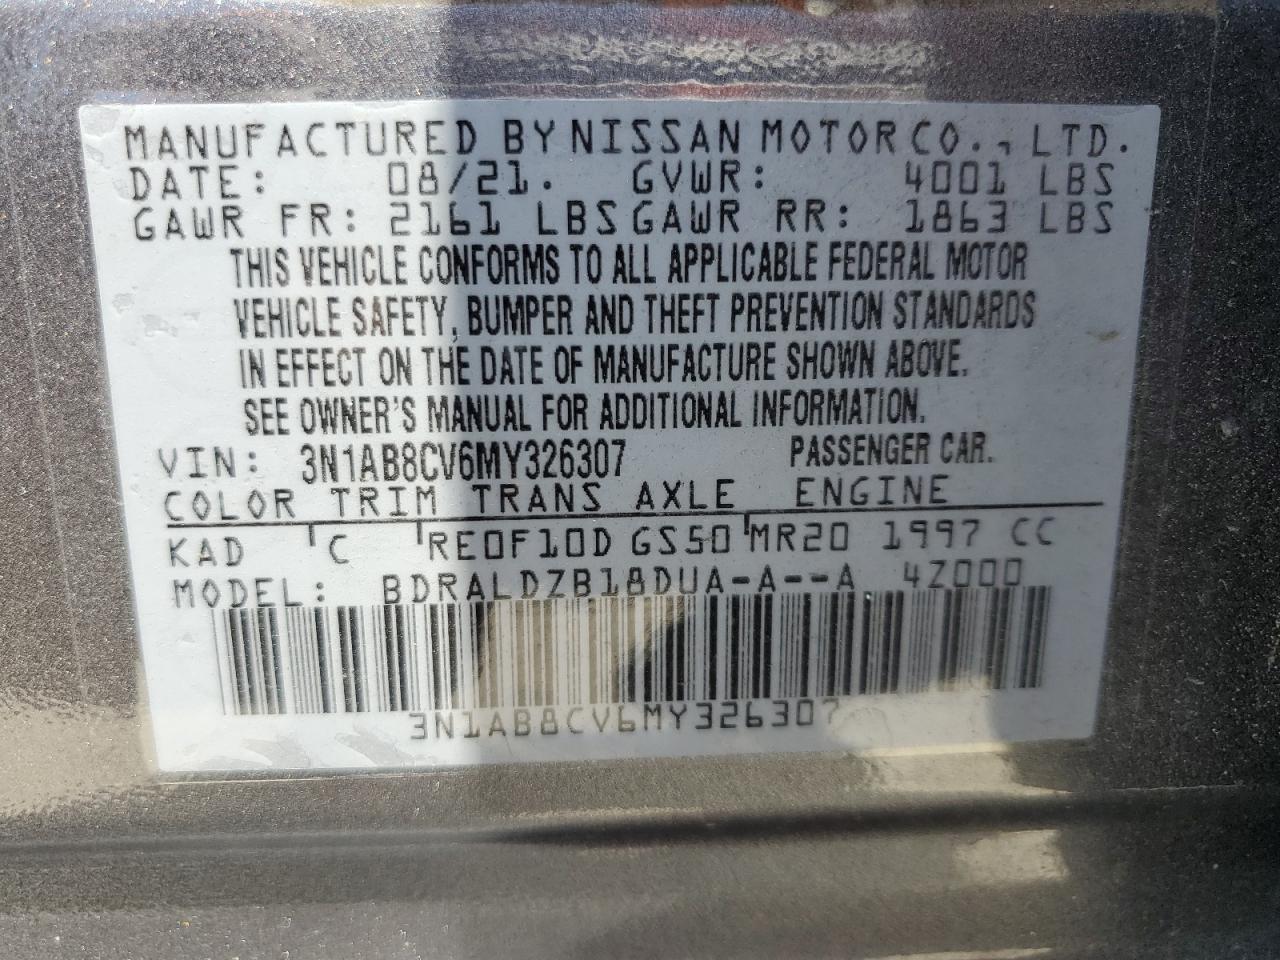 MANUFACTURED BY NISSAN MOTOR CO., LTD.
DATE: 08/21. GVWR: 4001 LBS
GAWR FR: 2161 LBS GAWR RR: 1863 LBS
THIS VEHICLE CONFORMS TO ALL APPLICABLE FEDERAL MOTOR
VEHICLE SAFETY, BUMPER AND THEFT PREVENTION STANDARDS
IN EFFECT ON THE DATE OF MANUFACTURE SHOWN ABOVE.
SEE OWNER'S MANUAL FOR ADDITIONAL INFORMATION.
VIN: 3N1AB8CV6MY326307 PASSENGER CAR.
COLOR TRIM TRANS AXLE ENGINE
KAD C RE0F10D GS50 MR20 1997 CC
MODEL: BDRALDZB18DUA-A--A 4Z000
3N1AB8CV6MY326307